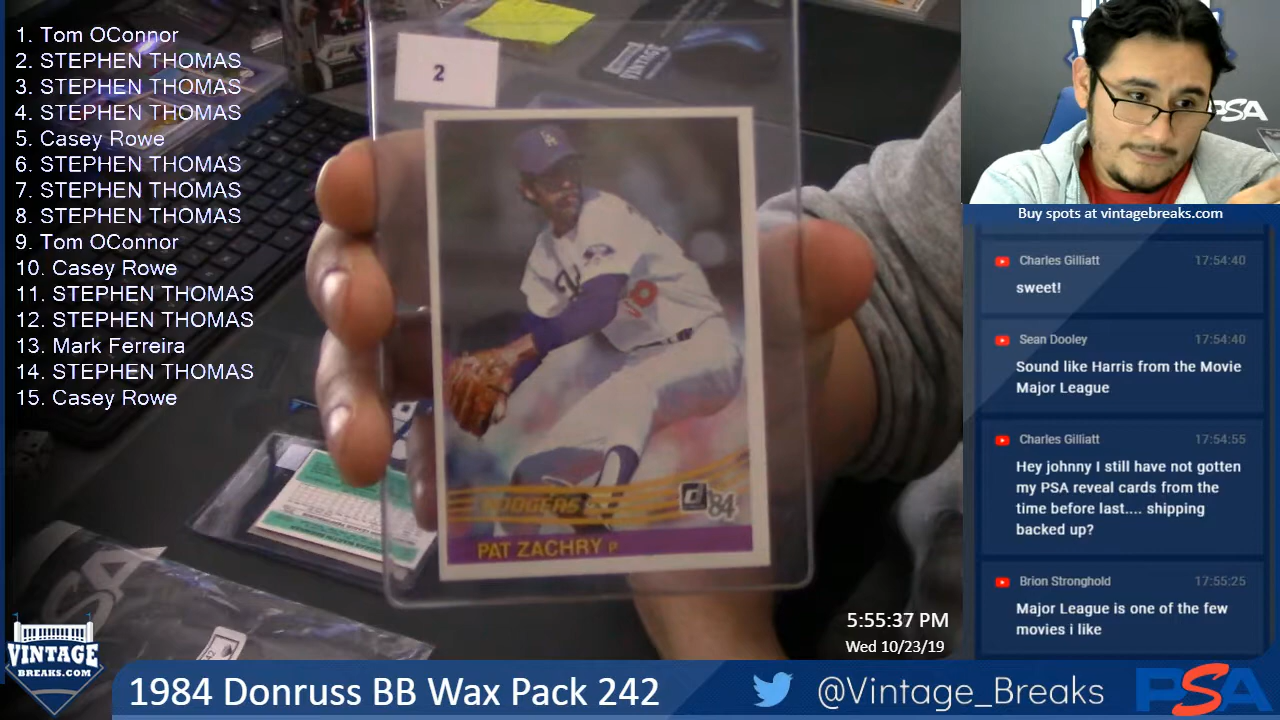 1. Tom OConnor
2. STEPHEN THOMAS
3. STEPHEN THOMAS
4. STEPHEN THOMAS
5. Casey Rowe
6. STEPHEN THOMAS
7. STEPHEN THOMAS
8. STEPHEN THOMAS
9. Tom OConnor
10. Casey Rowe
11. STEPHEN THOMAS
12. STEPHEN THOMAS
13. Mark Ferreira
14. STEPHEN THOMAS
15. Casey Rowe
2
DODGERS
'84
PAT ZACHRY P
PSA
Buy spots at vintagebreaks.com
Charles Gilliatt 17:54:40
sweet!
Sean Dooley 17:54:40
Sound like Harris from the Movie
Major League
Charles Gilliatt 17:54:55
Hey johnny I still have not gotten
my PSA reveal cards from the
time before last.... shipping
backed up?
Brion Stronghold 17:55:25
Major League is one of the few
movies i like
5:55:37 PM
Wed 10/23/19
VINTAGE
BREAKS.COM
1984 Donruss BB Wax Pack 242
@Vintage_Breaks
PSA